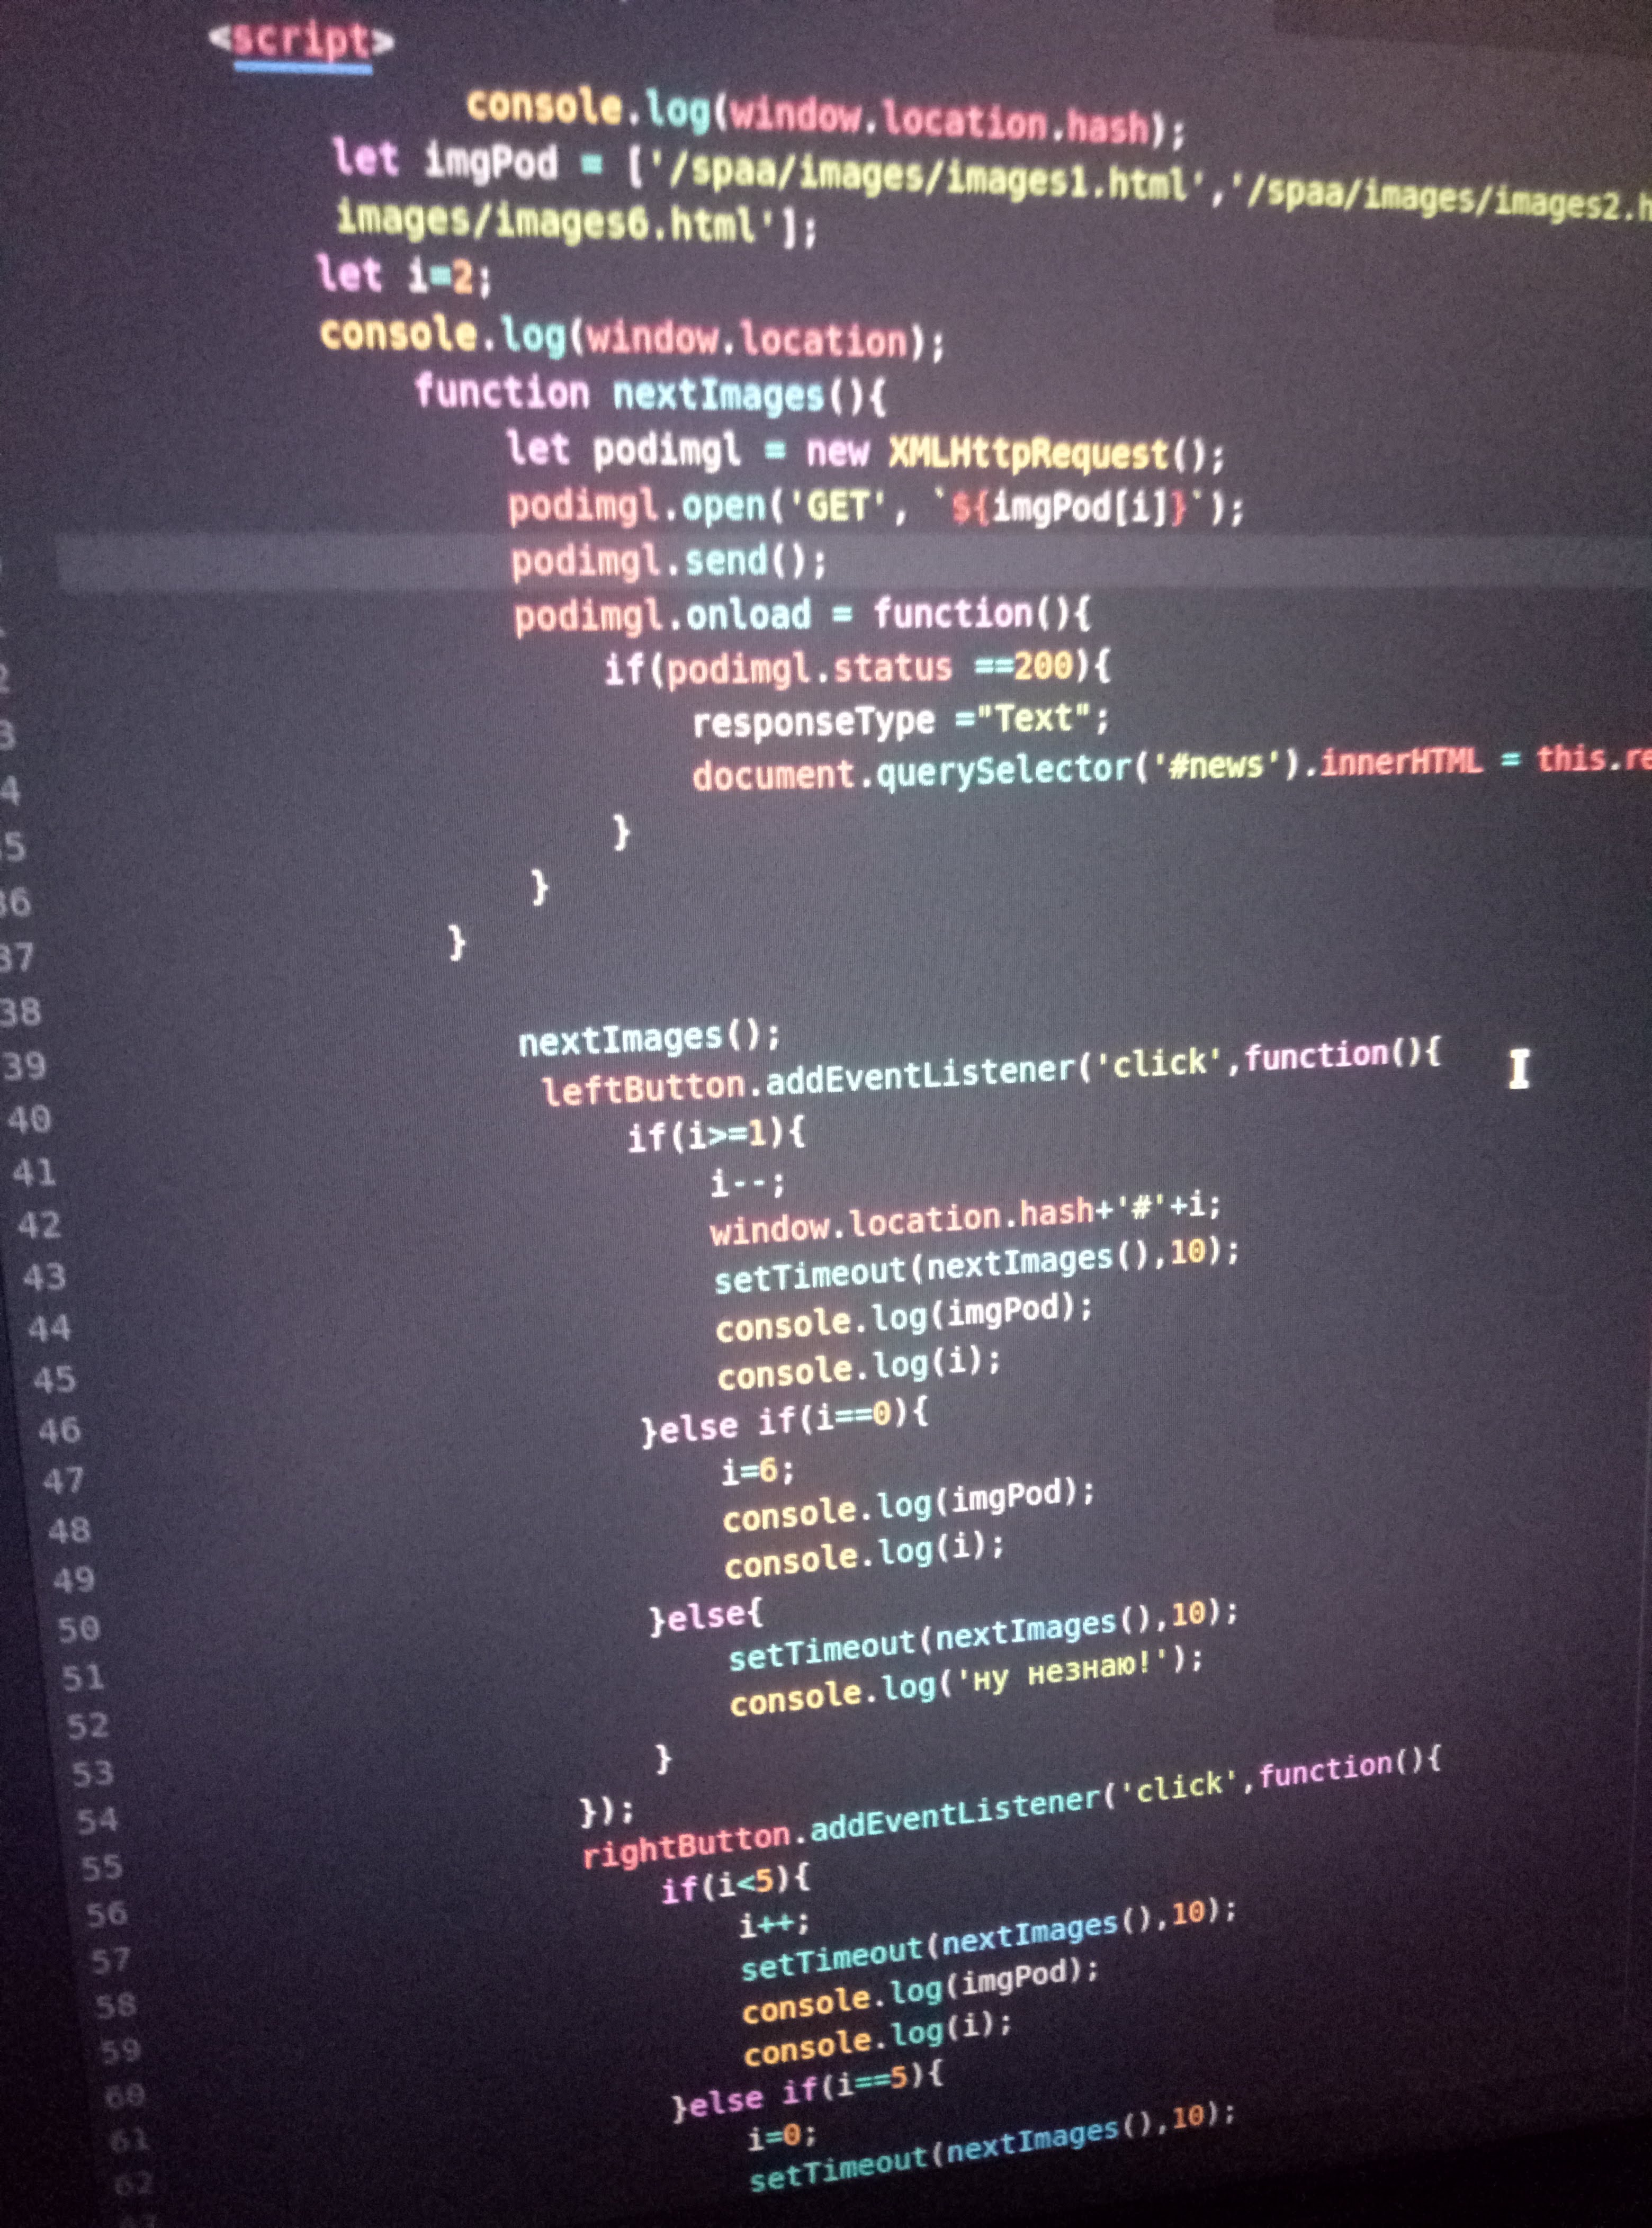 <script>
console.log(window.location.hash);
let imgPod = ['/spaa/images/images1.html','/spaa/images/images2.h
images/images6.html'];
let i=2;
console.log(window.location);
function nextImages(){
let podimgl = new XMLHttpRequest();
podimgl.open('GET', `${imgPod[i]}`);
podimgl.send();
podimgl.onload = function(){
2 if(podimgl.status ==200){
3 responseType ="Text";
4 document.querySelector('#news').innerHTML = this.re
35 }
36 }
37 }
38
39 nextImages();
40 leftButton.addEventListener('click',function(){
41 if(i>=1){
42 i--;
43 window.location.hash+'#'+i;
44 setTimeout(nextImages(),10);
45 console.log(imgPod);
46 console.log(i);
47 }else if(i==0){
48 i=6;
49 console.log(imgPod);
50 console.log(i);
51 }else{
52 setTimeout(nextImages(),10);
53 console.log('ну незнаю!');
54 }
55 });
56 rightButton.addEventListener('click',function(){
57 if(i<5){
58 i++;
59 setTimeout(nextImages(),10);
60 console.log(imgPod);
61 console.log(i);
62 }else if(i==5){
i=0;
setTimeout(nextImages(),10);